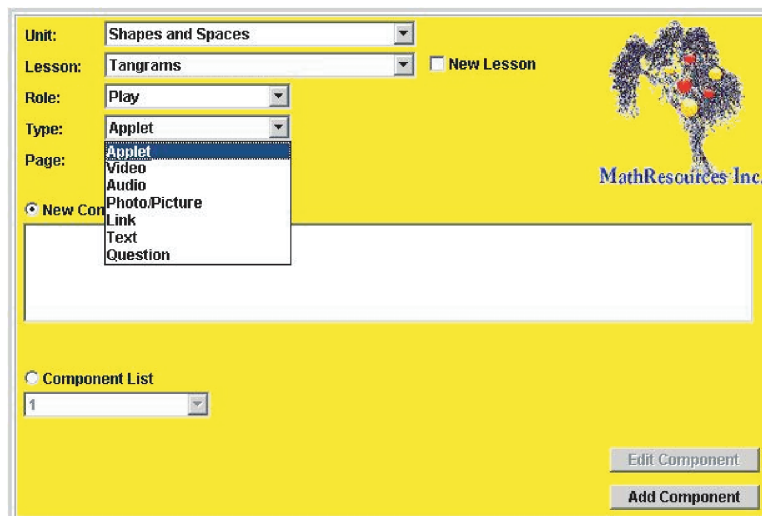 Unit: Shapes and Spaces
Lesson: Tangrams New Lesson
Role: Play
Type: Applet
Applet
Page:
Video
Audio
Photo/Picture
New Con
Link
Text
Question
MathResources Inc.
Component List
1
Edit Component
Add Component